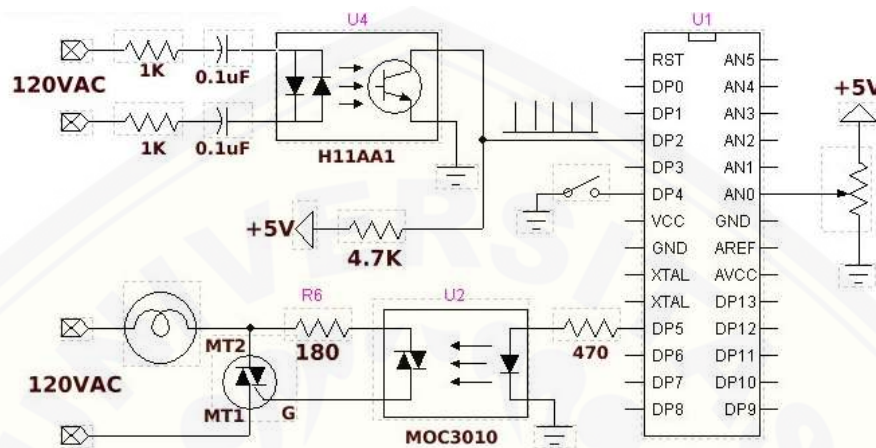 U4
U1
120VAC
1K
0.1uF
1K
0.1uF
H11AA1
+5V
4.7K
RST AN5
DP0 AN4
DP1 AN3
DP2 AN2
DP3 AN1
DP4 AN0
VCC GND
GND AREF
XTAL AVCC
XTAL DP13
DP5 DP12
DP6 DP11
DP7 DP10
DP8 DP9
+5V
R6
U2
180
470
MT2
120VAC
MT1
G
MOC3010